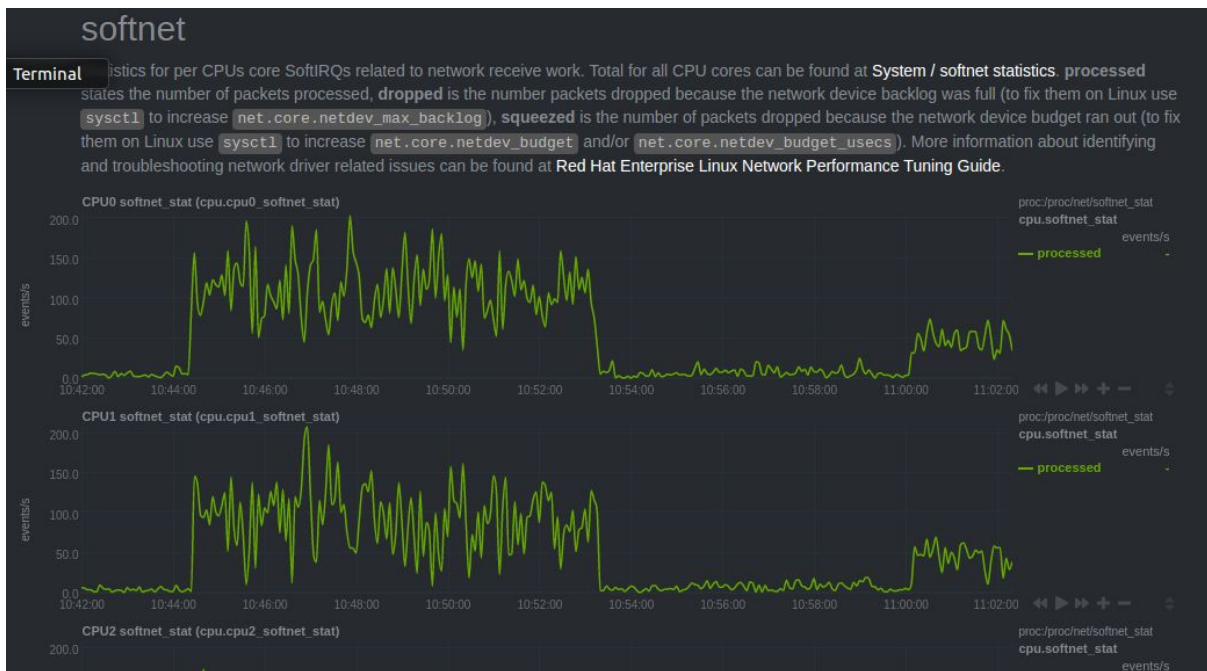 softnet
Terminal
istics for per CPUs core SoftIRQs related to network receive work. Total for all CPU cores can be found at System / softnet statistics. processed
states the number of packets processed, dropped is the number packets dropped because the network device backlog was full (to fix them on Linux use
sysctl to increase net.core.netdev_max_backlog), squeezed is the number of packets dropped because the network device budget ran out (to fix
them on Linux use sysctl to increase net.core.netdev_budget and/or net.core.netdev_budget_usecs). More information about identifying
and troubleshooting network driver related issues can be found at Red Hat Enterprise Linux Network Performance Tuning Guide.
CPU0 softnet_stat (cpu.cpu0_softnet_stat)
proc:/proc/net/softnet_stat
cpu.softnet_stat
events/s
processed -
events/s
200.0
150.0
100.0
50.0
0.0
10:42:00 10:44:00 10:46:00 10:48:00 10:50:00 10:52:00 10:54:00 10:56:00 10:58:00 11:00:00 11:02:00
CPU1 softnet_stat (cpu.cpu1_softnet_stat)
proc:/proc/net/softnet_stat
cpu.softnet_stat
events/s
processed -
events/s
200.0
150.0
100.0
50.0
0.0
10:42:00 10:44:00 10:46:00 10:48:00 10:50:00 10:52:00 10:54:00 10:56:00 10:58:00 11:00:00 11:02:00
CPU2 softnet_stat (cpu.cpu2_softnet_stat)
proc:/proc/net/softnet_stat
cpu.softnet_stat
events/s
200.0